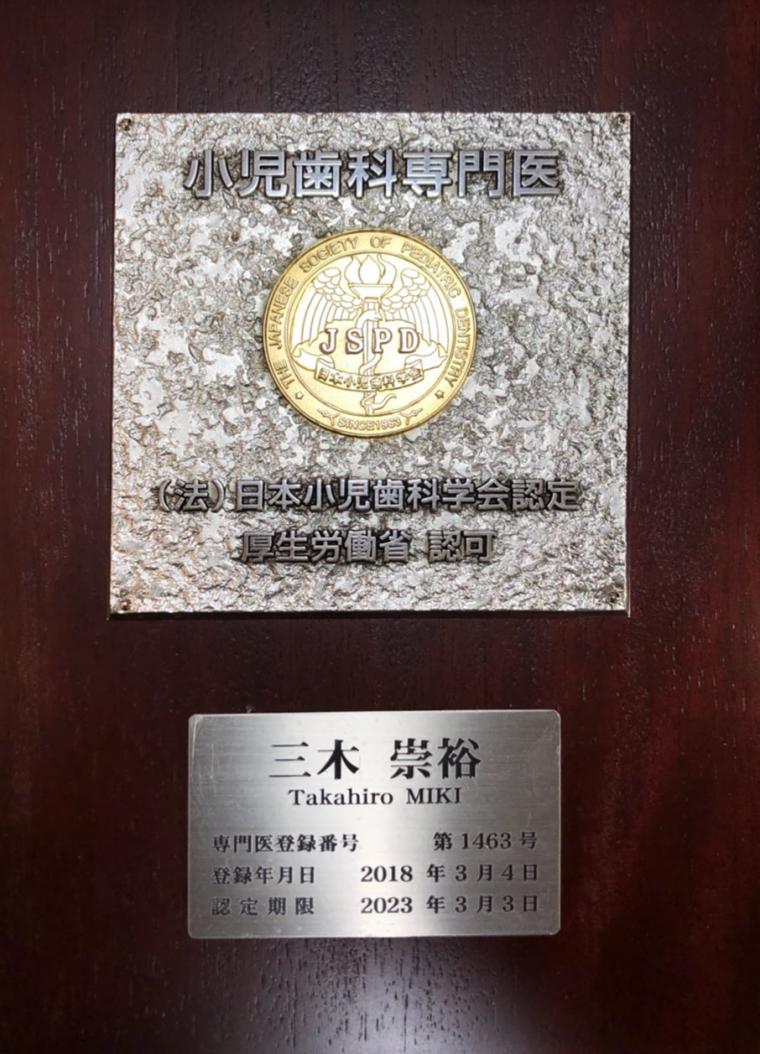 小児歯科専門医
THE JAPANESE SOCIETY OF PEDIATRIC DENTISTRY
JSPD
日本小児歯科学会
SINCE1963
(法)日本小児歯科学会認定
厚生労働省 認可
三木 崇裕
Takahiro MIKI
専門医登録番号 第1463号
登録年月日 2018 年3月4日
認定期限 2023 年3月3日